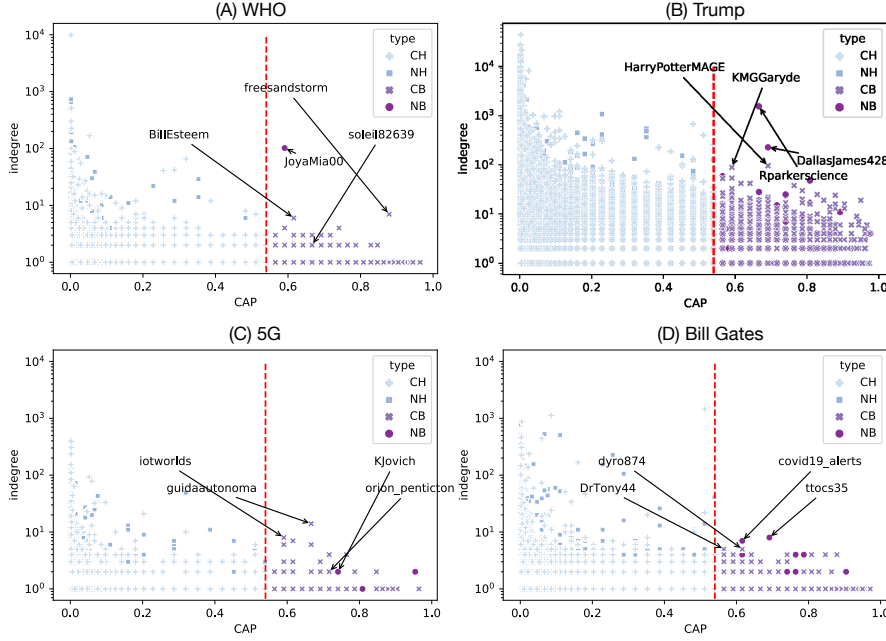 (A) WHO
10⁴
10³
10²
10¹
10⁰
indegree
0.0 0.2 0.4 0.6 0.8 1.0
CAP
type
CH
NH
CB
NB
freesandstorm
BillEsteem
soleil82639
JoyaMia00
(B) Trump
10⁴
10³
10²
10¹
10⁰
indegree
0.0 0.2 0.4 0.6 0.8 1.0
CAP
type
CH
NH
CB
NB
HarryPotterMAGE
KMGGaryde
DallasJames428
Rparkerscience
(C) 5G
10⁴
10³
10²
10¹
10⁰
indegree
0.0 0.2 0.4 0.6 0.8 1.0
CAP
type
CH
NH
CB
NB
iotworlds
KJovich
guidaautonoma
orion_penticton
(D) Bill Gates
10⁴
10³
10²
10¹
10⁰
indegree
0.0 0.2 0.4 0.6 0.8 1.0
CAP
type
CH
NH
CB
NB
dyro874
covid19_alerts
DrTony44
ttocs35